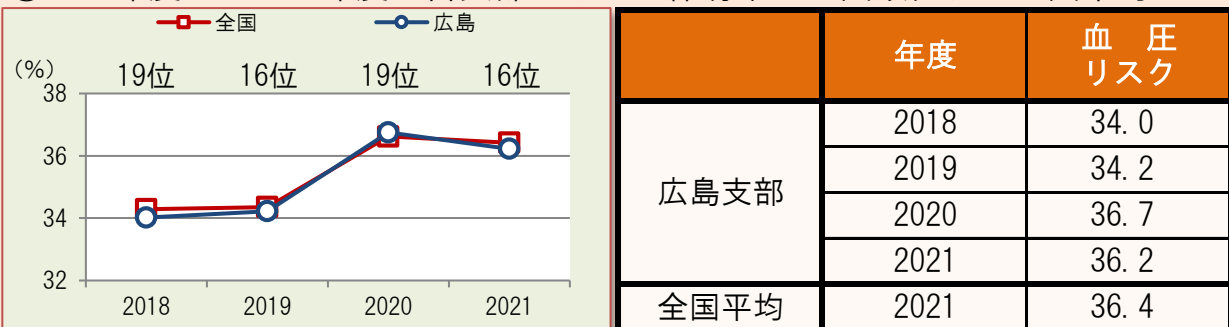 全国 広島
(%)
19位 16位 19位 16位
38
36
34
32
2018 2019 2020 2021
年度 血 圧
リスク
広島支部 2018 34.0
2019 34.2
2020 36.7
2021 36.2
全国平均 2021 36.4